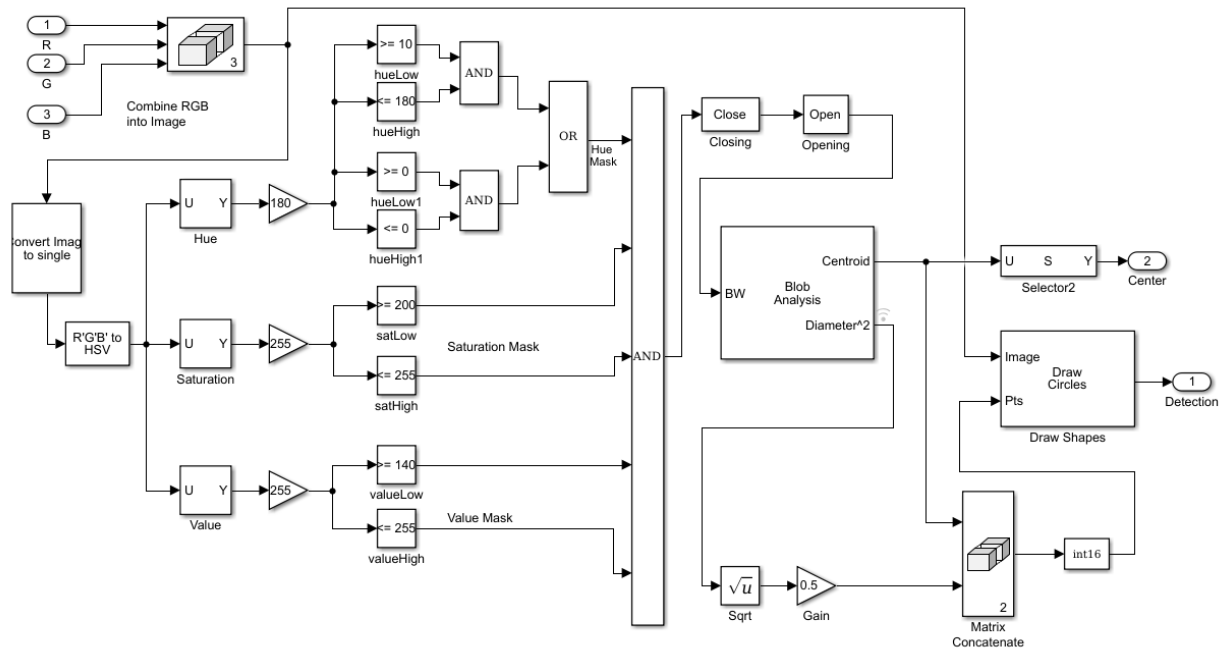 1
R
2
G
3
B
3
Combine RGB
into Image
onvert Imag
to single
R'G'B' to
HSV
U Y
Hue
180
U Y
Saturation
255
U Y
Value
255
>= 10
hueLow
<= 180
hueHigh
AND
>= 0
hueLow1
<= 0
hueHigh1
AND
OR
Hue
Mask
>= 200
satLow
Saturation Mask
<= 255
satHigh
>= 140
valueLow
Value Mask
<= 255
valueHigh
AND
Close
Closing
Open
Opening
BW
Blob
Analysis
Centroid
Diameter^2
U S Y
Selector2
2
Center
Image
Pts
Draw
Circles
Draw Shapes
1
Detection
√u
Sqrt
0.5
Gain
2
Matrix
Concatenate
int16